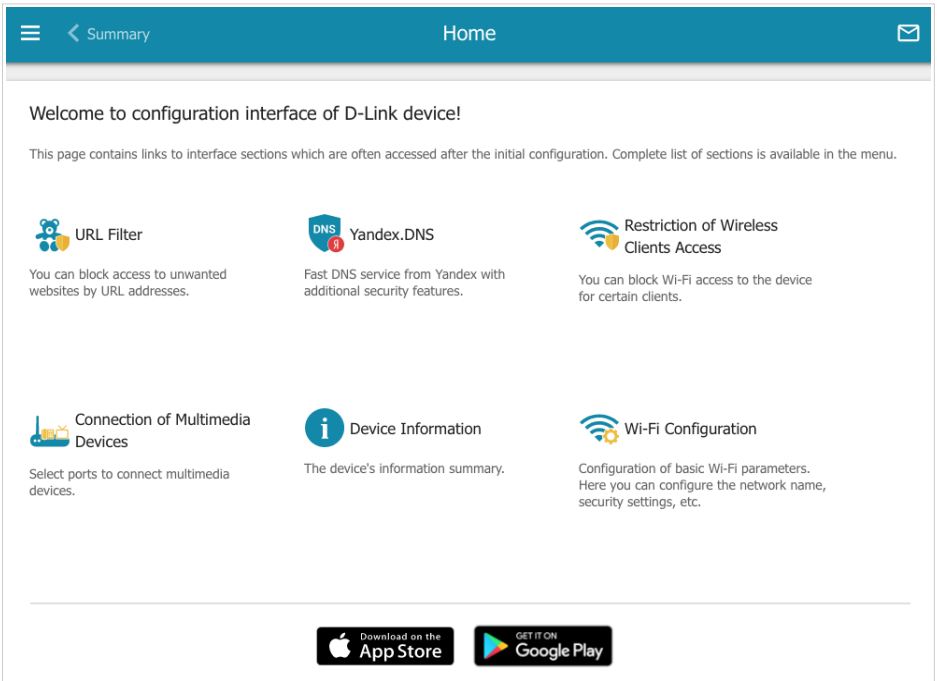 Summary
Home
Welcome to configuration interface of D-Link device!
This page contains links to interface sections which are often accessed after the initial configuration. Complete list of sections is available in the menu.
URL Filter
You can block access to unwanted
websites by URL addresses.
DNS
Я
Yandex.DNS
Fast DNS service from Yandex with
additional security features.
Restriction of Wireless
Clients Access
You can block Wi-Fi access to the device
for certain clients.
Connection of Multimedia
Devices
Select ports to connect multimedia
devices.
i
Device Information
The device's information summary.
Wi-Fi Configuration
Configuration of basic Wi-Fi parameters.
Here you can configure the network name,
security settings, etc.
Download on the
App Store
GET IT ON
Google Play